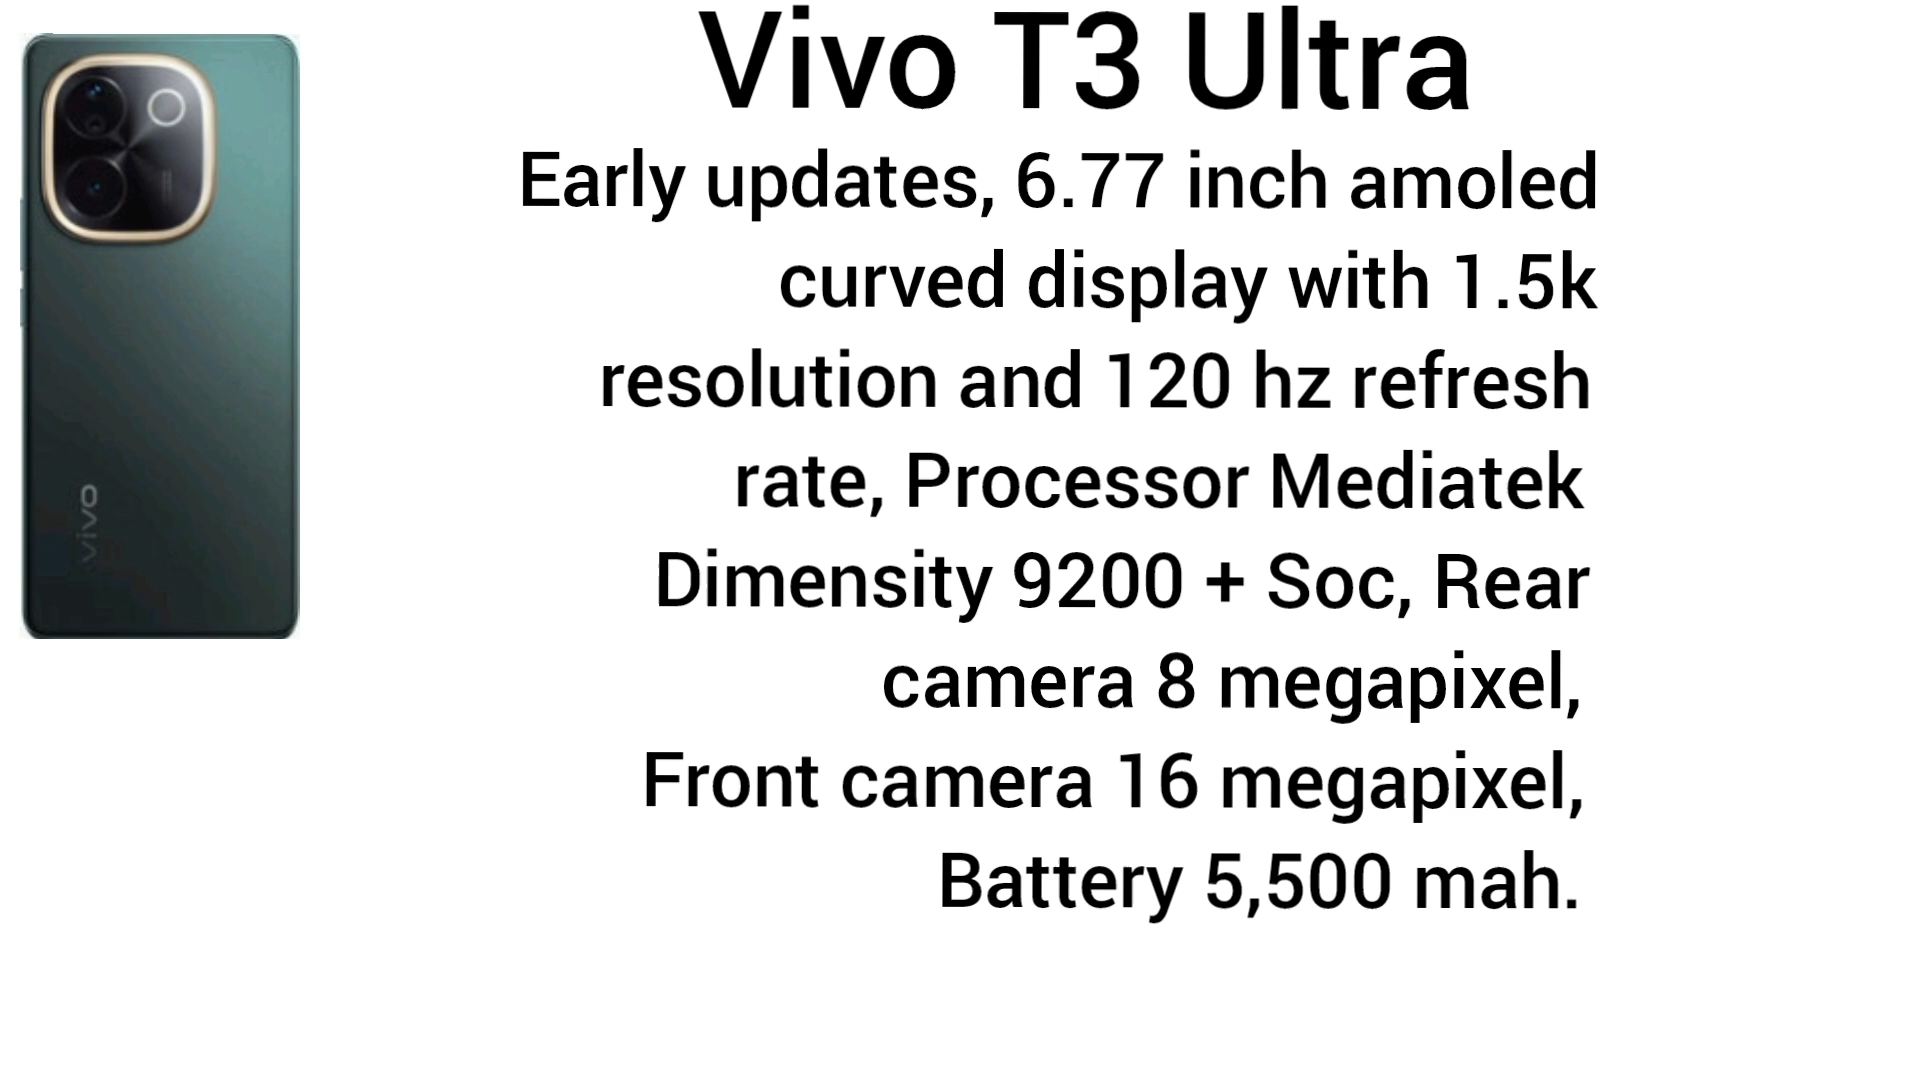 Vivo T3 Ultra
Early updates, 6.77 inch amoled
curved display with 1.5k
resolution and 120 hz refresh
rate, Processor Mediatek
Dimensity 9200 + Soc, Rear
camera 8 megapixel,
Front camera 16 megapixel,
Battery 5,500 mah.
vivo